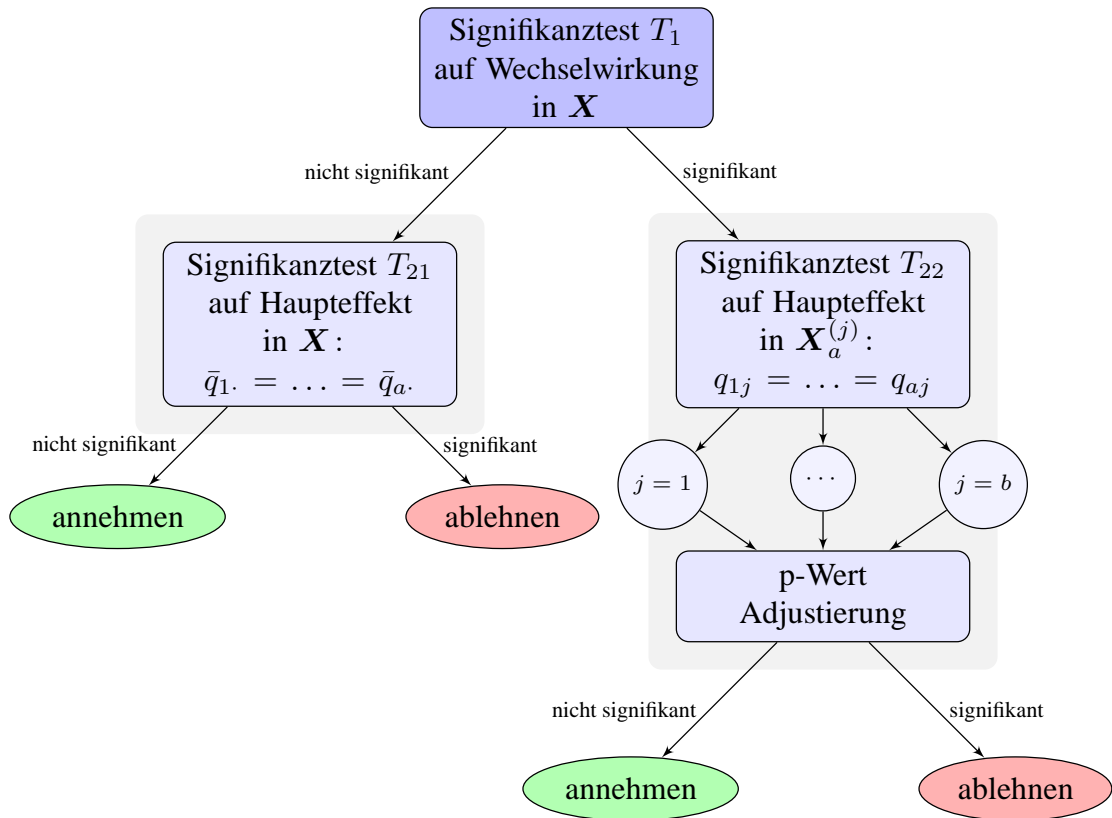 Signifikanztest T₁
auf Wechselwirkung
in X
nicht signifikant
signifikant
Signifikanztest T₂₁
auf Haupteffekt
in X:
q̄₁. = … = q̄ₐ.
Signifikanztest T₂₂
auf Haupteffekt
in Xₐ⁽ʲ⁾:
q₁ⱼ = … = qₐⱼ
nicht signifikant
signifikant
annehmen
ablehnen
j = 1
⋯
j = b
p-Wert
Adjustierung
nicht signifikant
signifikant
annehmen
ablehnen